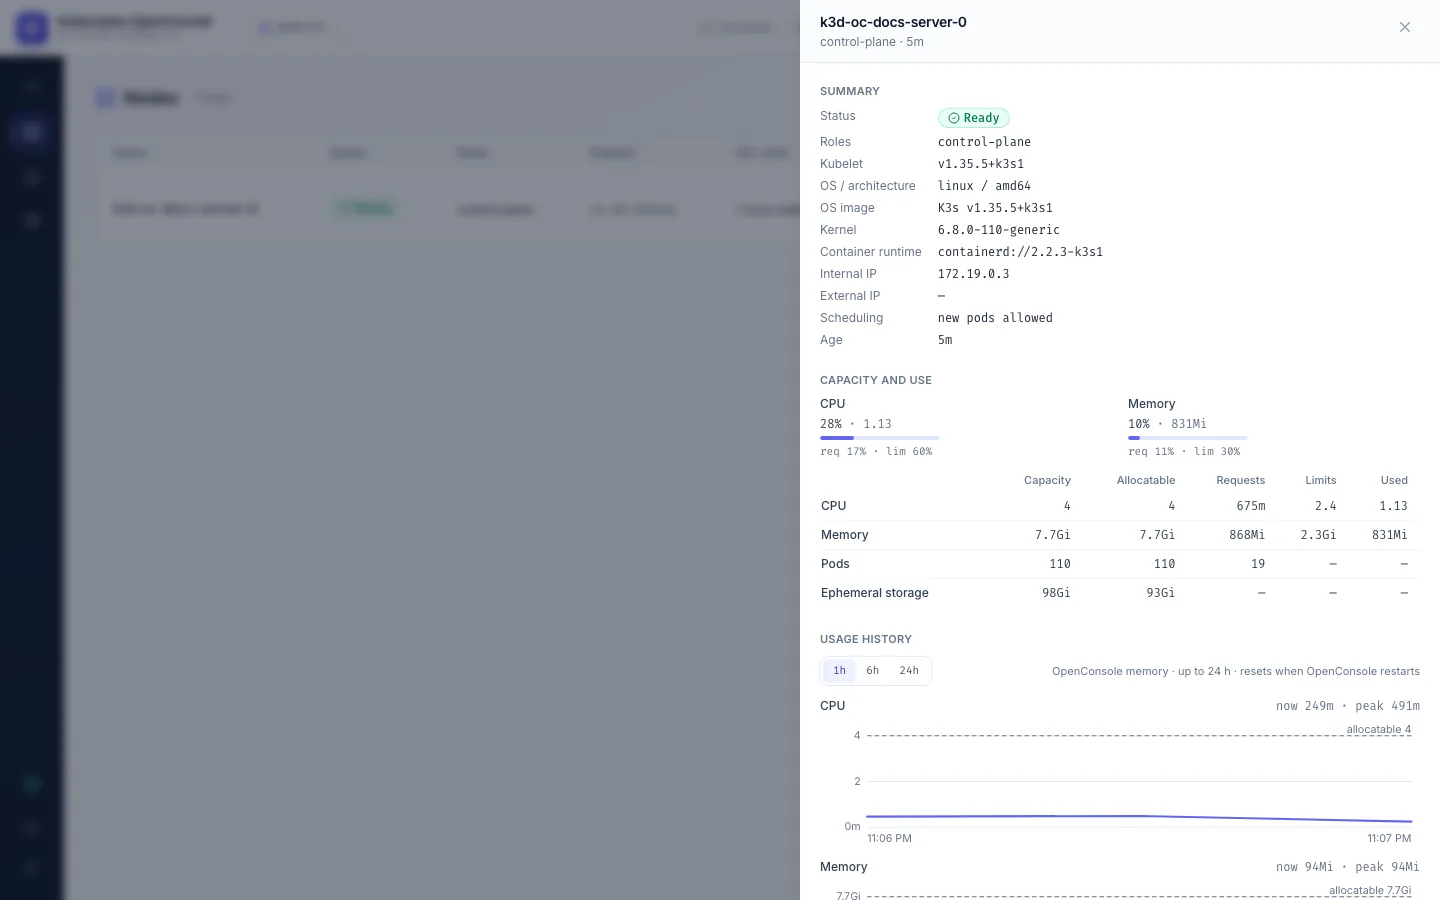 k3d-oc-docs-server-0
control-plane · 5m
SUMMARY
Status Ready
Roles control-plane
Kubelet v1.35.5+k3s1
OS / architecture linux / amd64
OS image K3s v1.35.5+k3s1
Kernel 6.8.0-110-generic
Container runtime containerd://2.2.3-k3s1
Internal IP 172.19.0.3
External IP —
Scheduling new pods allowed
Age 5m
CAPACITY AND USE
CPU Memory
28% · 1.13 10% · 831Mi
req 17% · lim 60% req 11% · lim 30%
Capacity Allocatable Requests Limits Used
CPU 4 4 675m 2.4 1.13
Memory 7.7Gi 7.7Gi 868Mi 2.3Gi 831Mi
Pods 110 110 19 — —
Ephemeral storage 98Gi 93Gi — — —
USAGE HISTORY
1h 6h 24h OpenConsole memory · up to 24 h · resets when OpenConsole restarts
CPU now 249m · peak 491m
allocatable 4
4
2
0m
11:06 PM 11:07 PM
Memory now 94Mi · peak 94Mi
allocatable 7.7Gi
7.7Gi
Nodes